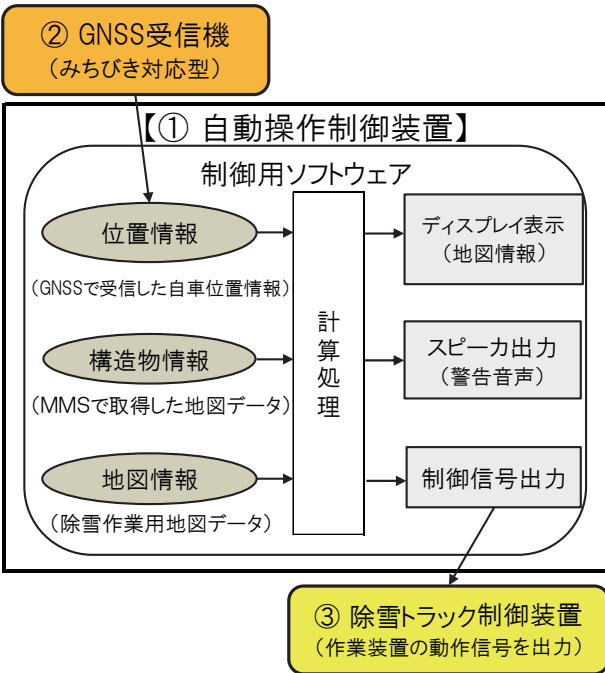 ② GNSS受信機
（みちびき対応型）
【① 自動操作制御装置】
制御用ソフトウェア
位置情報
（GNSSで受信した自車位置情報）
構造物情報
（MMSで取得した地図データ）
地図情報
（除雪作業用地図データ）
計
算
処
理
ディスプレイ表示
（地図情報）
スピーカ出力
（警告音声）
制御信号出力
③ 除雪トラック制御装置
（作業装置の動作信号を出力）